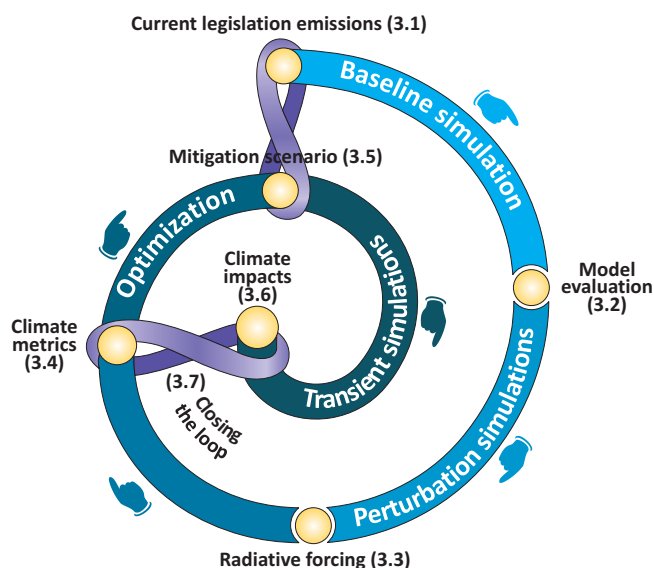 Current legislation emissions (3.1)
Baseline simulation
Mitigation scenario (3.5)
Optimization
Climate
impacts
(3.6)
Transient simulations
Model
evaluation
(3.2)
Climate
metrics
(3.4)
(3.7)
Closing
the loop
Perturbation simulations
Radiative forcing (3.3)